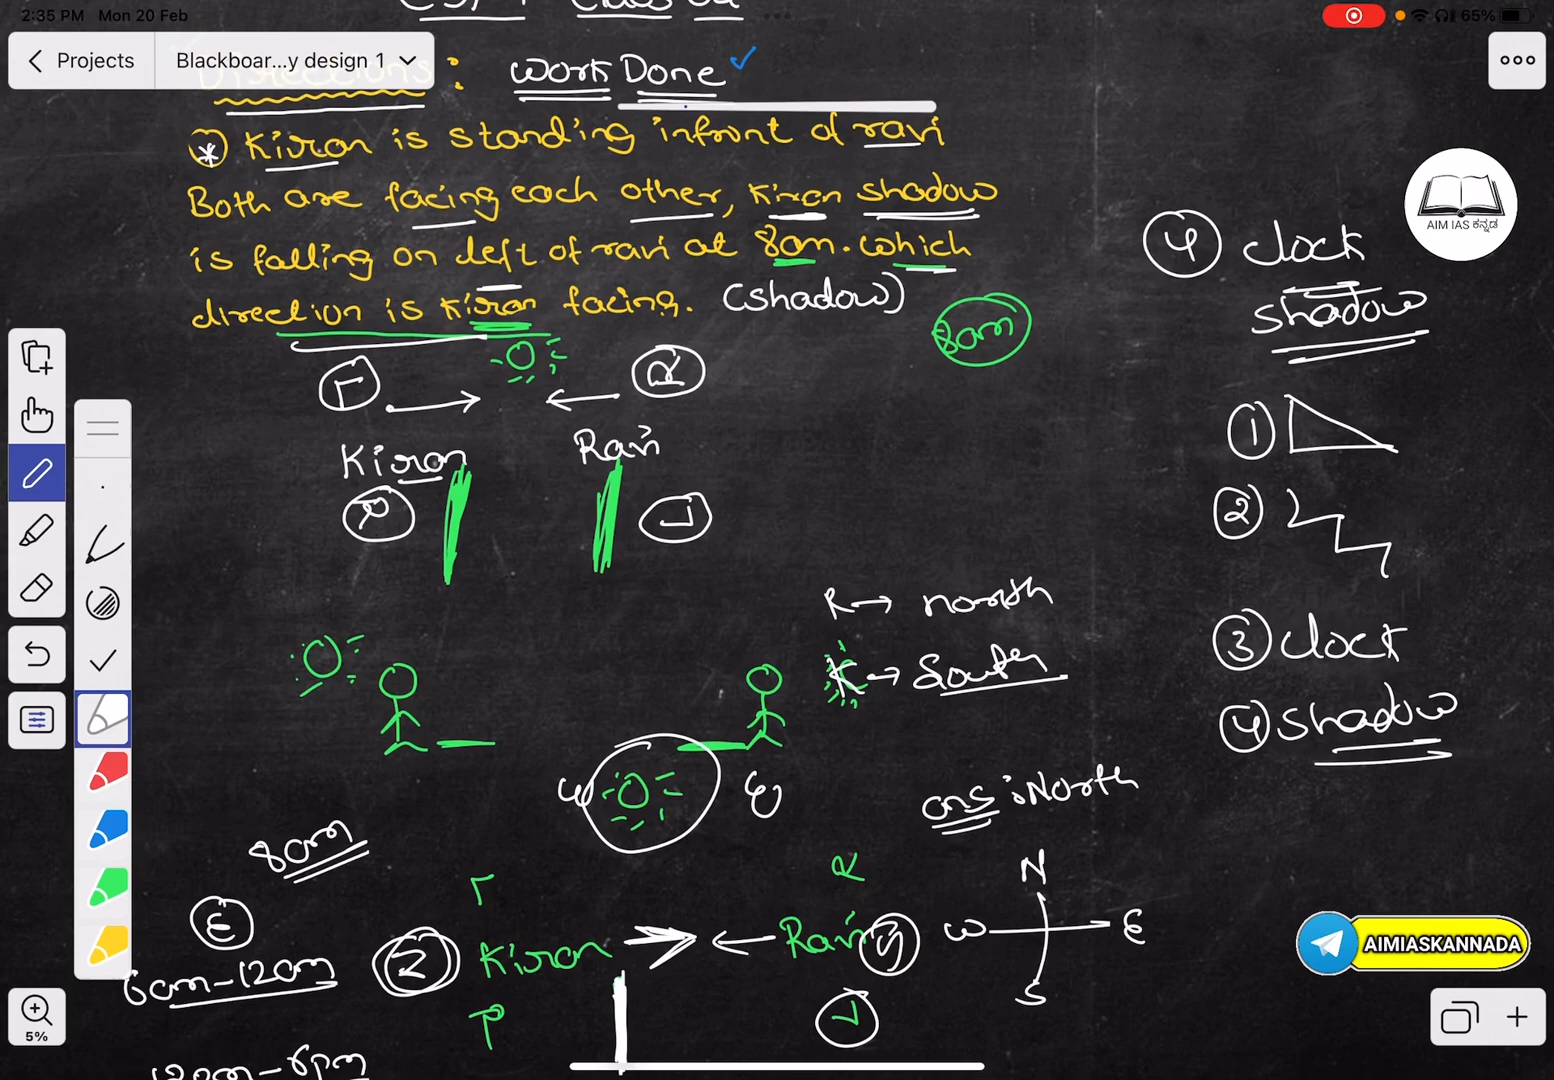 2:35 PM Mon 20 Feb
65%
Projects
Blackboar...y design 1
Directions: Work Done
* Kiran is standing infront of ravi
Both are facing each other, Kiran shadow
is falling on left of ravi at 8am. which
direction is Kiran facing. (shadow)
8am
L
R
Kiran
Ravi
R
L
R → north
K → South
W
E
ans: North
8am
E
6am-12am
12am-6pm
2
L
Kiran
R
R
Ravi
L
N
W
E
S
4 clock
shadow
1
2
3 clock
4 shadow
AIM IAS ಕನ್ನಡ
AIMIASKANNADA
5%